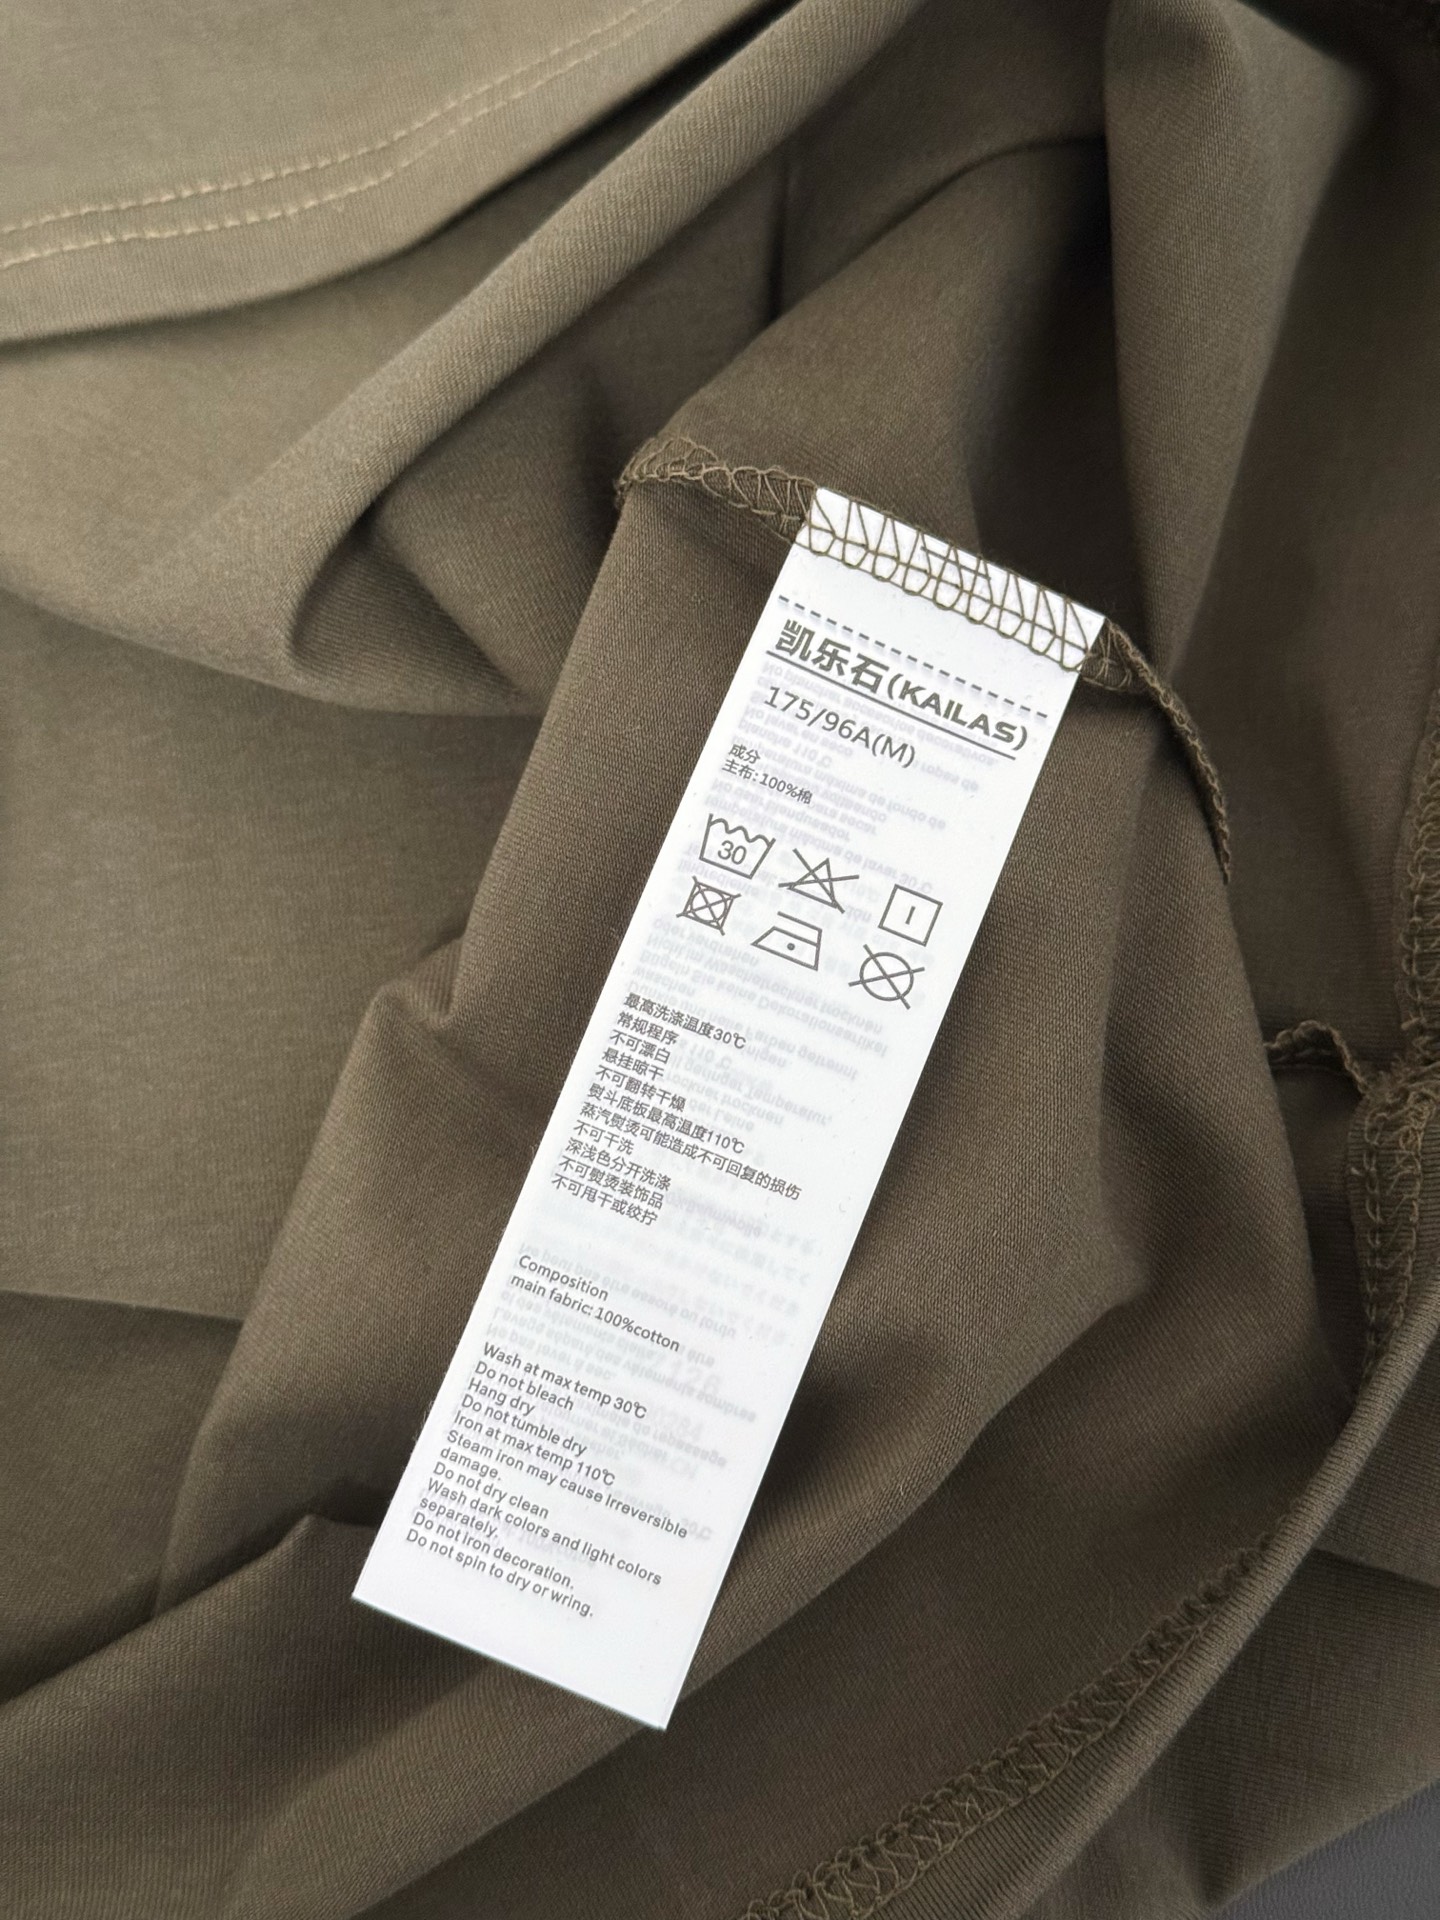 凯乐石(KAILAS)
175/96A(M)
成分
主布:100%棉
30
最高洗涤温度30℃
常规程序
不可漂白
悬挂晾干
不可翻转干燥
熨斗底板最高温度110℃
蒸汽熨烫可能造成不可回复的损伤
不可干洗
深浅色分开洗涤
不可熨烫装饰品
不可甩干或绞拧
Composition
main fabric: 100%cotton
Wash at max temp 30℃
Do not bleach
Hang dry
Do not tumble dry
Iron at max temp 110℃
Steam iron may cause irreversible
damage.
Do not dry clean
Wash dark colors and light colors
separately.
Do not Iron decoration.
Do not spin to dry or wring.